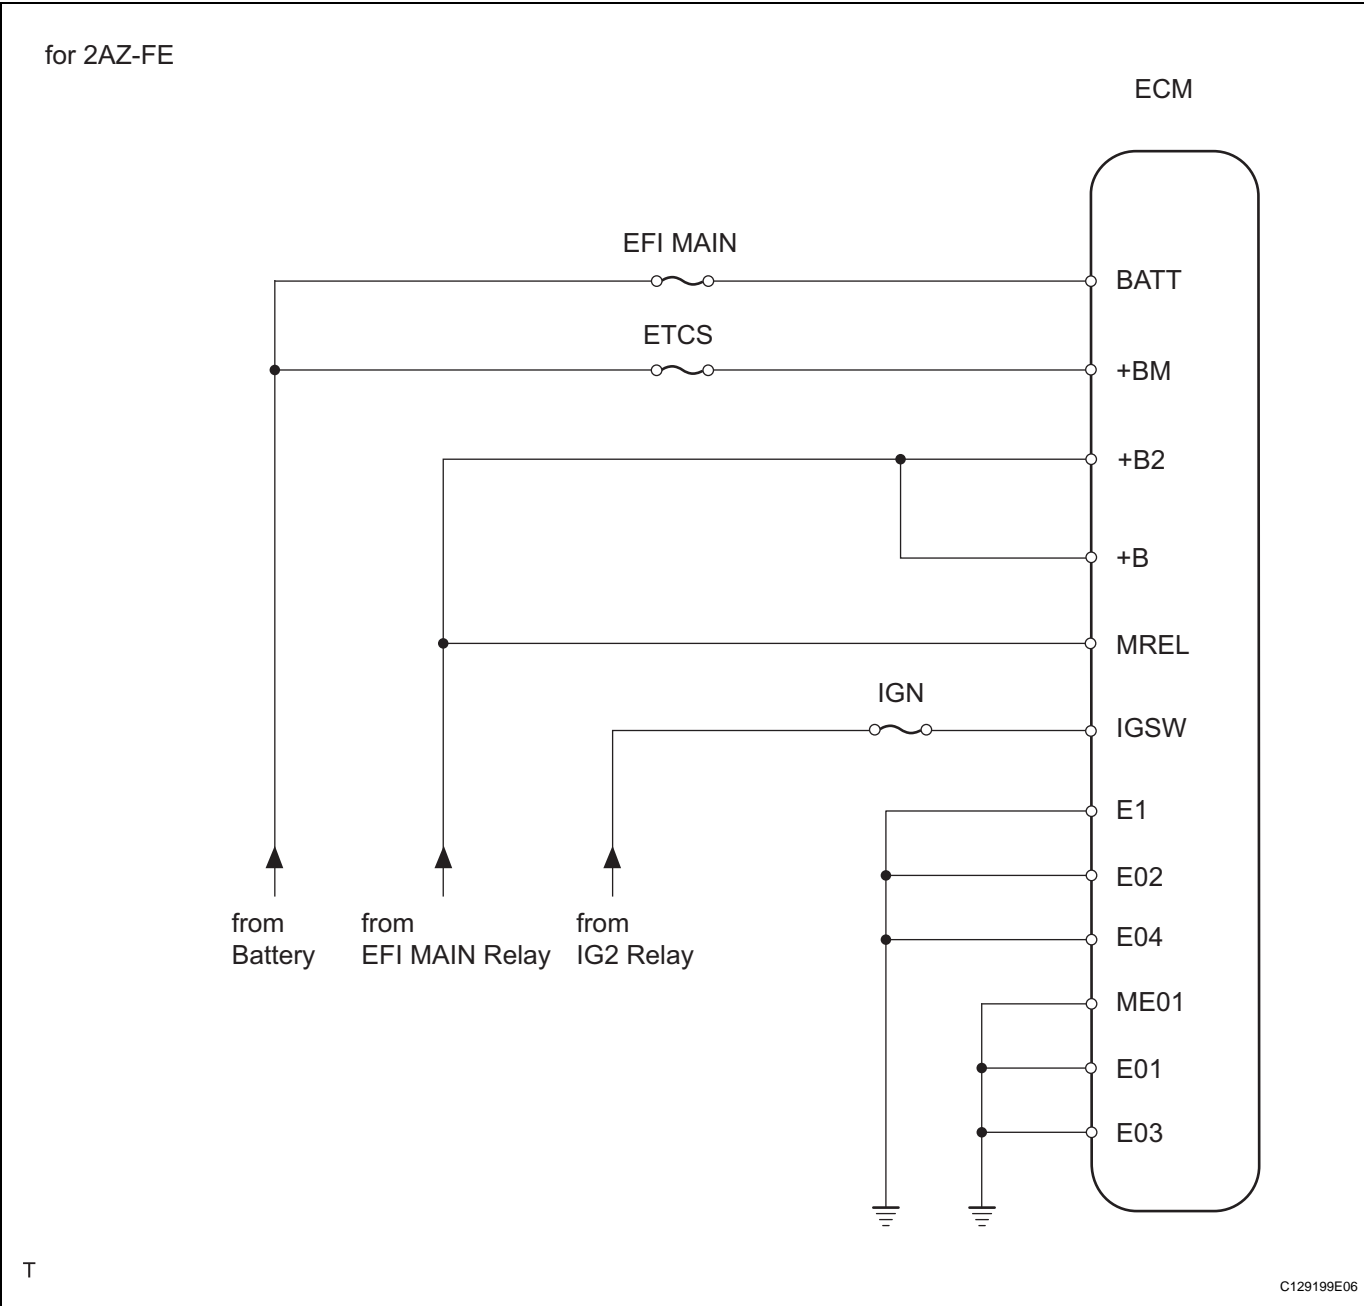 for 2AZ-FE
ECM
EFI MAIN
BATT
ETCS
+BM
+B2
+B
MREL
IGN
IGSW
E1
E02
E04
from
Battery
from
EFI MAIN Relay
from
IG2 Relay
ME01
E01
E03
T
C129199E06